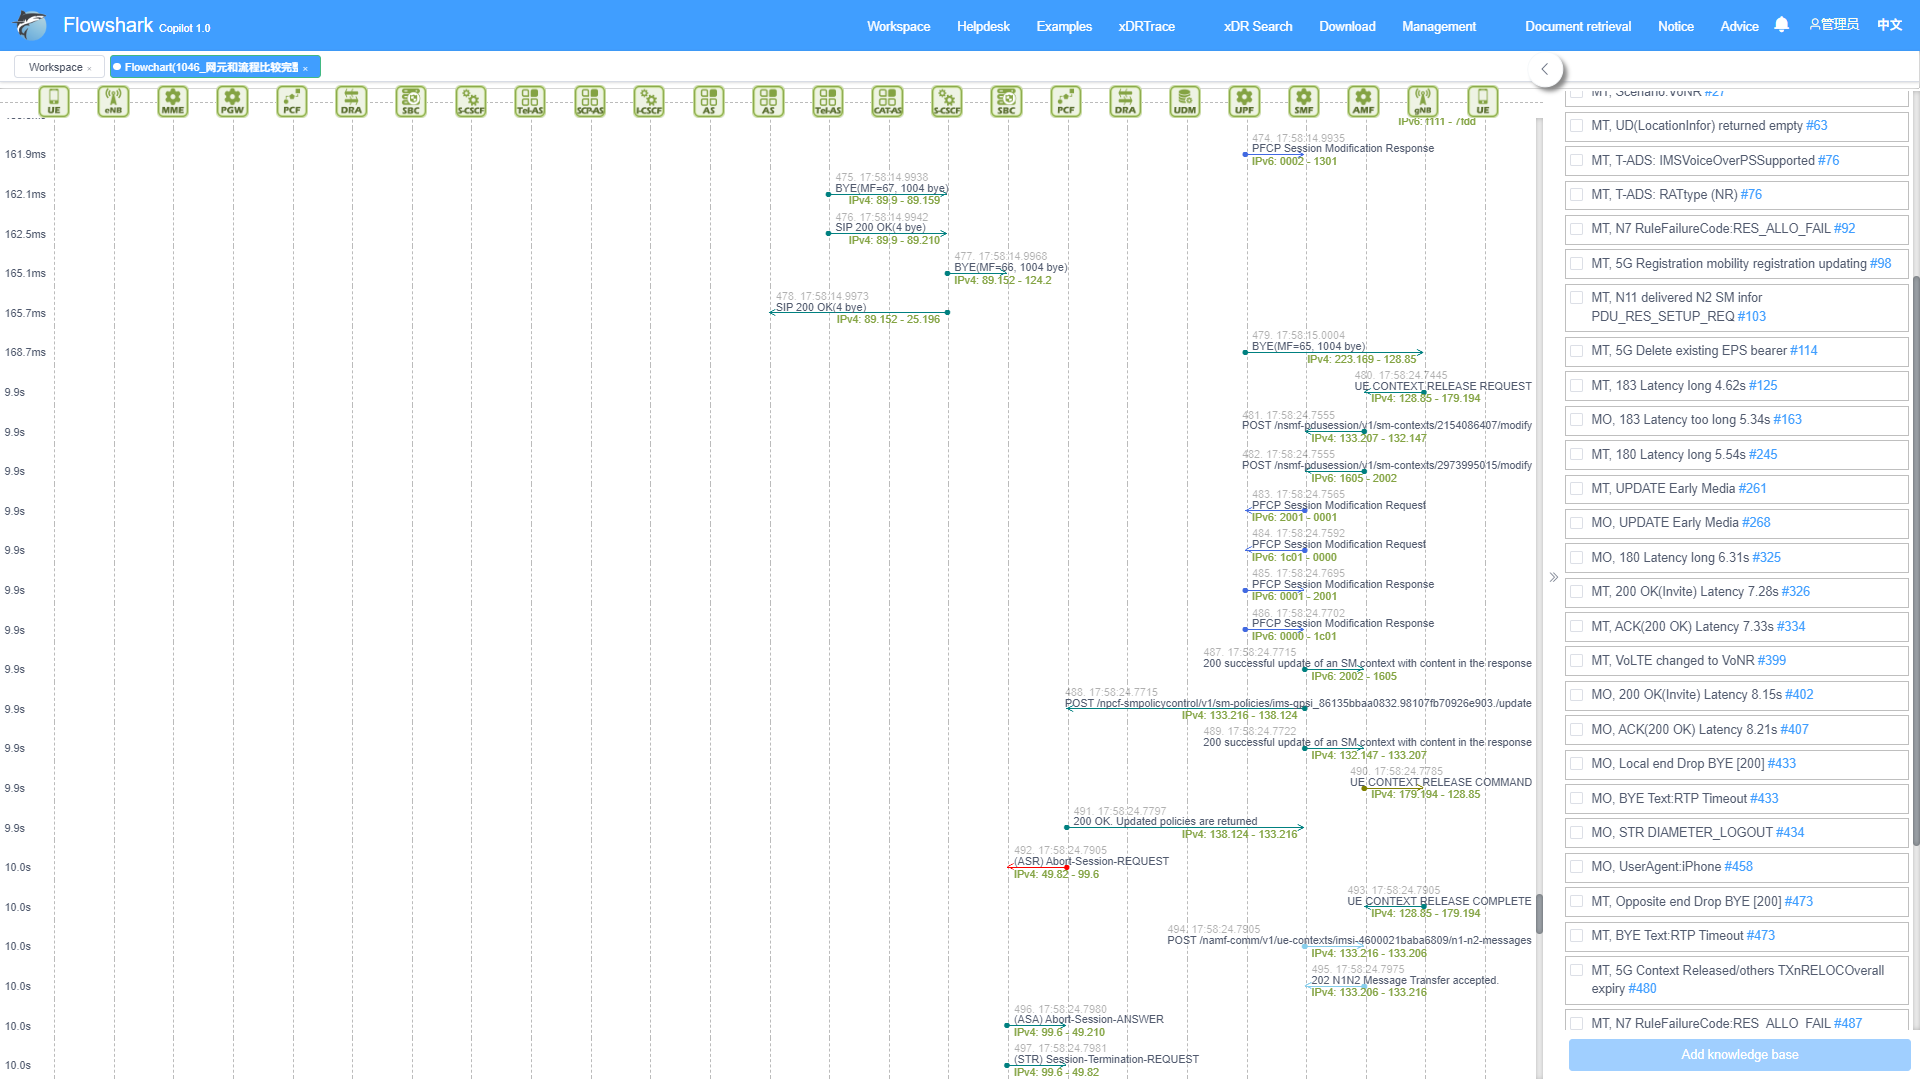 Flowshark Copilot 1.0
Workspace Helpdesk Examples xDRTrace xDR Search Download Management Document retrieval Notice Advice 管理员 中文
Workspace ×
Flowchart(1046_网元和流程比较完整 ×
UE eNB MME PGW PCF DRA SBC S-CSCF Tel-AS SCP-AS I-CSCF AS AS Tel-AS CAT-AS S-CSCF SBC PCF DRA UDM UPF SMF AMF gNB UE
IPv6: 1111 - 7fdd
474. 17:58:14.9935
161.9ms PFCP Session Modification Response
IPv6: 0002 - 1301
475. 17:58:14.9938
162.1ms BYE(MF=67, 1004 bye)
IPv4: 89.9 - 89.159
476. 17:58:14.9942
162.5ms SIP 200 OK(4 bye)
IPv4: 89.9 - 89.210
477. 17:58:14.9968
165.1ms BYE(MF=66, 1004 bye)
IPv4: 89.152 - 124.2
478. 17:58:14.9973
165.7ms SIP 200 OK(4 bye)
IPv4: 89.152 - 25.196
479. 17:58:15.0004
168.7ms BYE(MF=65, 1004 bye)
IPv4: 223.169 - 128.85
480. 17:58:24.7445
9.9s UE CONTEXT RELEASE REQUEST
IPv4: 128.85 - 179.194
481. 17:58:24.7555
9.9s POST /nsmf-pdusession/v1/sm-contexts/2154086407/modify
IPv4: 133.207 - 132.147
482. 17:58:24.7555
9.9s POST /nsmf-pdusession/v1/sm-contexts/2973995015/modify
IPv6: 1605 - 2002
483. 17:58:24.7565
9.9s PFCP Session Modification Request
IPv6: 2001 - 0001
484. 17:58:24.7592
9.9s PFCP Session Modification Request
IPv6: 1c01 - 0000
485. 17:58:24.7695
9.9s PFCP Session Modification Response
IPv6: 0001 - 2001
486. 17:58:24.7702
9.9s PFCP Session Modification Response
IPv6: 0000 - 1c01
487. 17:58:24.7715
9.9s 200 successful update of an SM context with content in the response
IPv6: 2002 - 1605
488. 17:58:24.7715
9.9s POST /npcf-smpolicycontrol/v1/sm-policies/ims-gpsi_86135bbaa0832.98107fb70926e903./update
IPv4: 133.216 - 138.124
489. 17:58:24.7722
9.9s 200 successful update of an SM context with content in the response
IPv4: 132.147 - 133.207
490. 17:58:24.7785
9.9s UE CONTEXT RELEASE COMMAND
IPv4: 179.194 - 128.85
491. 17:58:24.7797
9.9s 200 OK. Updated policies are returned
IPv4: 138.124 - 133.216
492. 17:58:24.7905
10.0s (ASR) Abort-Session-REQUEST
IPv4: 49.82 - 99.6
493. 17:58:24.7905
10.0s UE CONTEXT RELEASE COMPLETE
IPv4: 128.85 - 179.194
494. 17:58:24.7905
10.0s POST /namf-comm/v1/ue-contexts/imsi-4600021baba6809/n1-n2-messages
IPv4: 133.216 - 133.206
495. 17:58:24.7975
10.0s 202 N1N2 Message Transfer accepted.
IPv4: 133.206 - 133.216
496. 17:58:24.7980
10.0s (ASA) Abort-Session-ANSWER
IPv4: 99.6 - 49.210
497. 17:58:24.7981
10.0s (STR) Session-Termination-REQUEST
IPv4: 99.6 - 49.82
MT, Scenario:VoNR #27
MT, UD(LocationInfor) returned empty #63
MT, T-ADS: IMSVoiceOverPSSupported #76
MT, T-ADS: RATtype (NR) #76
MT, N7 RuleFailureCode:RES_ALLO_FAIL #92
MT, 5G Registration mobility registration updating #98
MT, N11 delivered N2 SM infor
PDU_RES_SETUP_REQ #103
MT, 5G Delete existing EPS bearer #114
MT, 183 Latency long 4.62s #125
MO, 183 Latency too long 5.34s #163
MT, 180 Latency long 5.54s #245
MT, UPDATE Early Media #261
MO, UPDATE Early Media #268
MO, 180 Latency long 6.31s #325
MT, 200 OK(Invite) Latency 7.28s #326
MT, ACK(200 OK) Latency 7.33s #334
MT, VoLTE changed to VoNR #399
MO, 200 OK(Invite) Latency 8.15s #402
MO, ACK(200 OK) Latency 8.21s #407
MO, Local end Drop BYE [200] #433
MO, BYE Text:RTP Timeout #433
MO, STR DIAMETER_LOGOUT #434
MO, UserAgent:iPhone #458
MT, Opposite end Drop BYE [200] #473
MT, BYE Text:RTP Timeout #473
MT, 5G Context Released/others TXnRELOCOverall
expiry #480
MT, N7 RuleFailureCode:RES_ALLO_FAIL #487
Add knowledge base